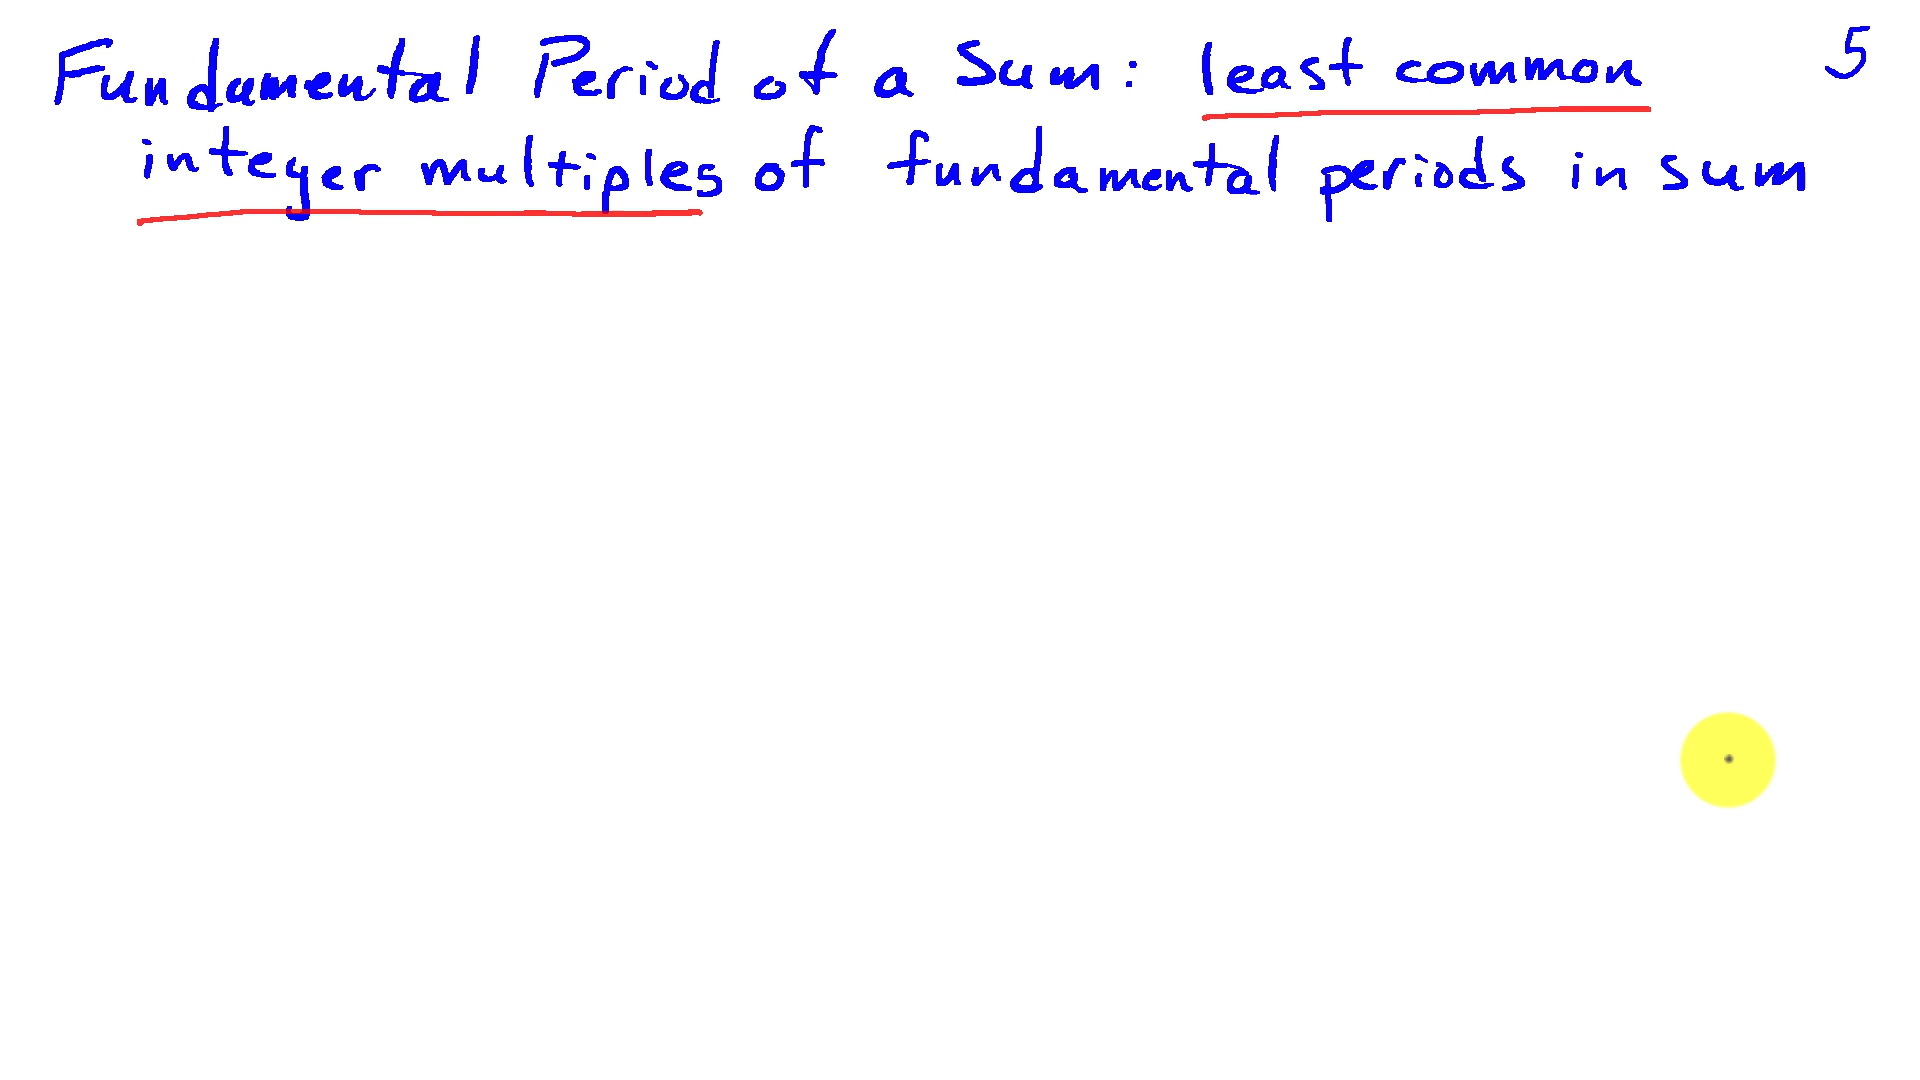 Fundamental Period of a Sum: least common 5
integer multiples of fundamental periods in sum